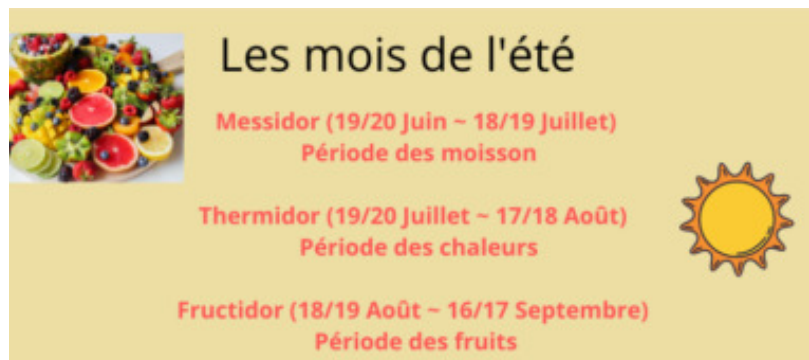 Les mois de l'été
Messidor (19/20 Juin ~ 18/19 Juillet)
Période des moisson
Thermidor (19/20 Juillet ~ 17/18 Août)
Période des chaleurs
Fructidor (18/19 Août ~ 16/17 Septembre)
Période des fruits